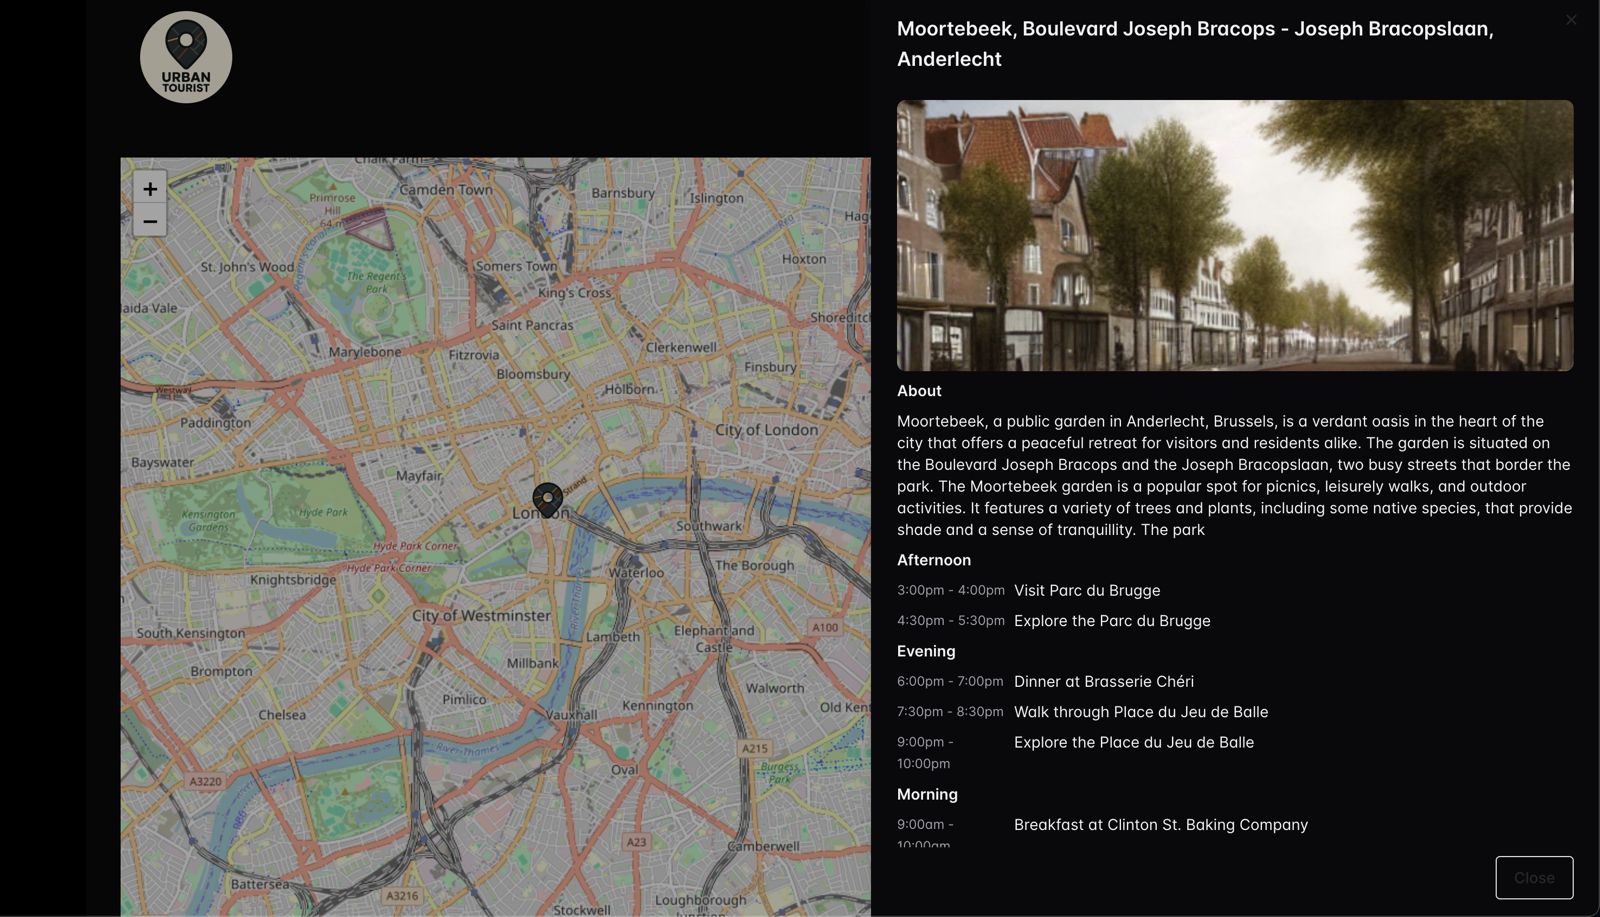 URBAN
TOURIST
+
−
Chalk Farm
Camden Town
Barnsbury
Islington
Primrose
Hill
64 m
Regent's Canal
St. John's Wood
The Regent's
Park
Somers Town
King's Cross
Hoxton
Saint Pancras
Shoreditch
Marylebone
Fitzrovia
Clerkenwell
Bloomsbury
Finsbury
Westway
Holborn
Paddington
City of London
Bayswater
Mayfair
Strand
London
Kensington
Gardens
Hyde Park
Southwark
Hyde Park Corner
Hyde Park Corner
Knightsbridge
Waterloo
The Borough
City of Westminster
River Thames
South Kensington
Lambeth
Elephant and
Castle
A100
Brompton
Millbank
Walworth
Pimlico
Kennington
Chelsea
Vauxhall
River Thames
A215
Oval
Burgess
Park
A3220
A23
Camberwell
Battersea
A3216
Stockwell
Loughborough
Moortebeek, Boulevard Joseph Bracops - Joseph Bracopslaan,
Anderlecht
About
Moortebeek, a public garden in Anderlecht, Brussels, is a verdant oasis in the heart of the
city that offers a peaceful retreat for visitors and residents alike. The garden is situated on
the Boulevard Joseph Bracops and the Joseph Bracopslaan, two busy streets that border the
park. The Moortebeek garden is a popular spot for picnics, leisurely walks, and outdoor
activities. It features a variety of trees and plants, including some native species, that provide
shade and a sense of tranquillity. The park
Afternoon
3:00pm - 4:00pm Visit Parc du Brugge
4:30pm - 5:30pm Explore the Parc du Brugge
Evening
6:00pm - 7:00pm Dinner at Brasserie Chéri
7:30pm - 8:30pm Walk through Place du Jeu de Balle
9:00pm - Explore the Place du Jeu de Balle
10:00pm
Morning
9:00am - Breakfast at Clinton St. Baking Company
10:00am
Close